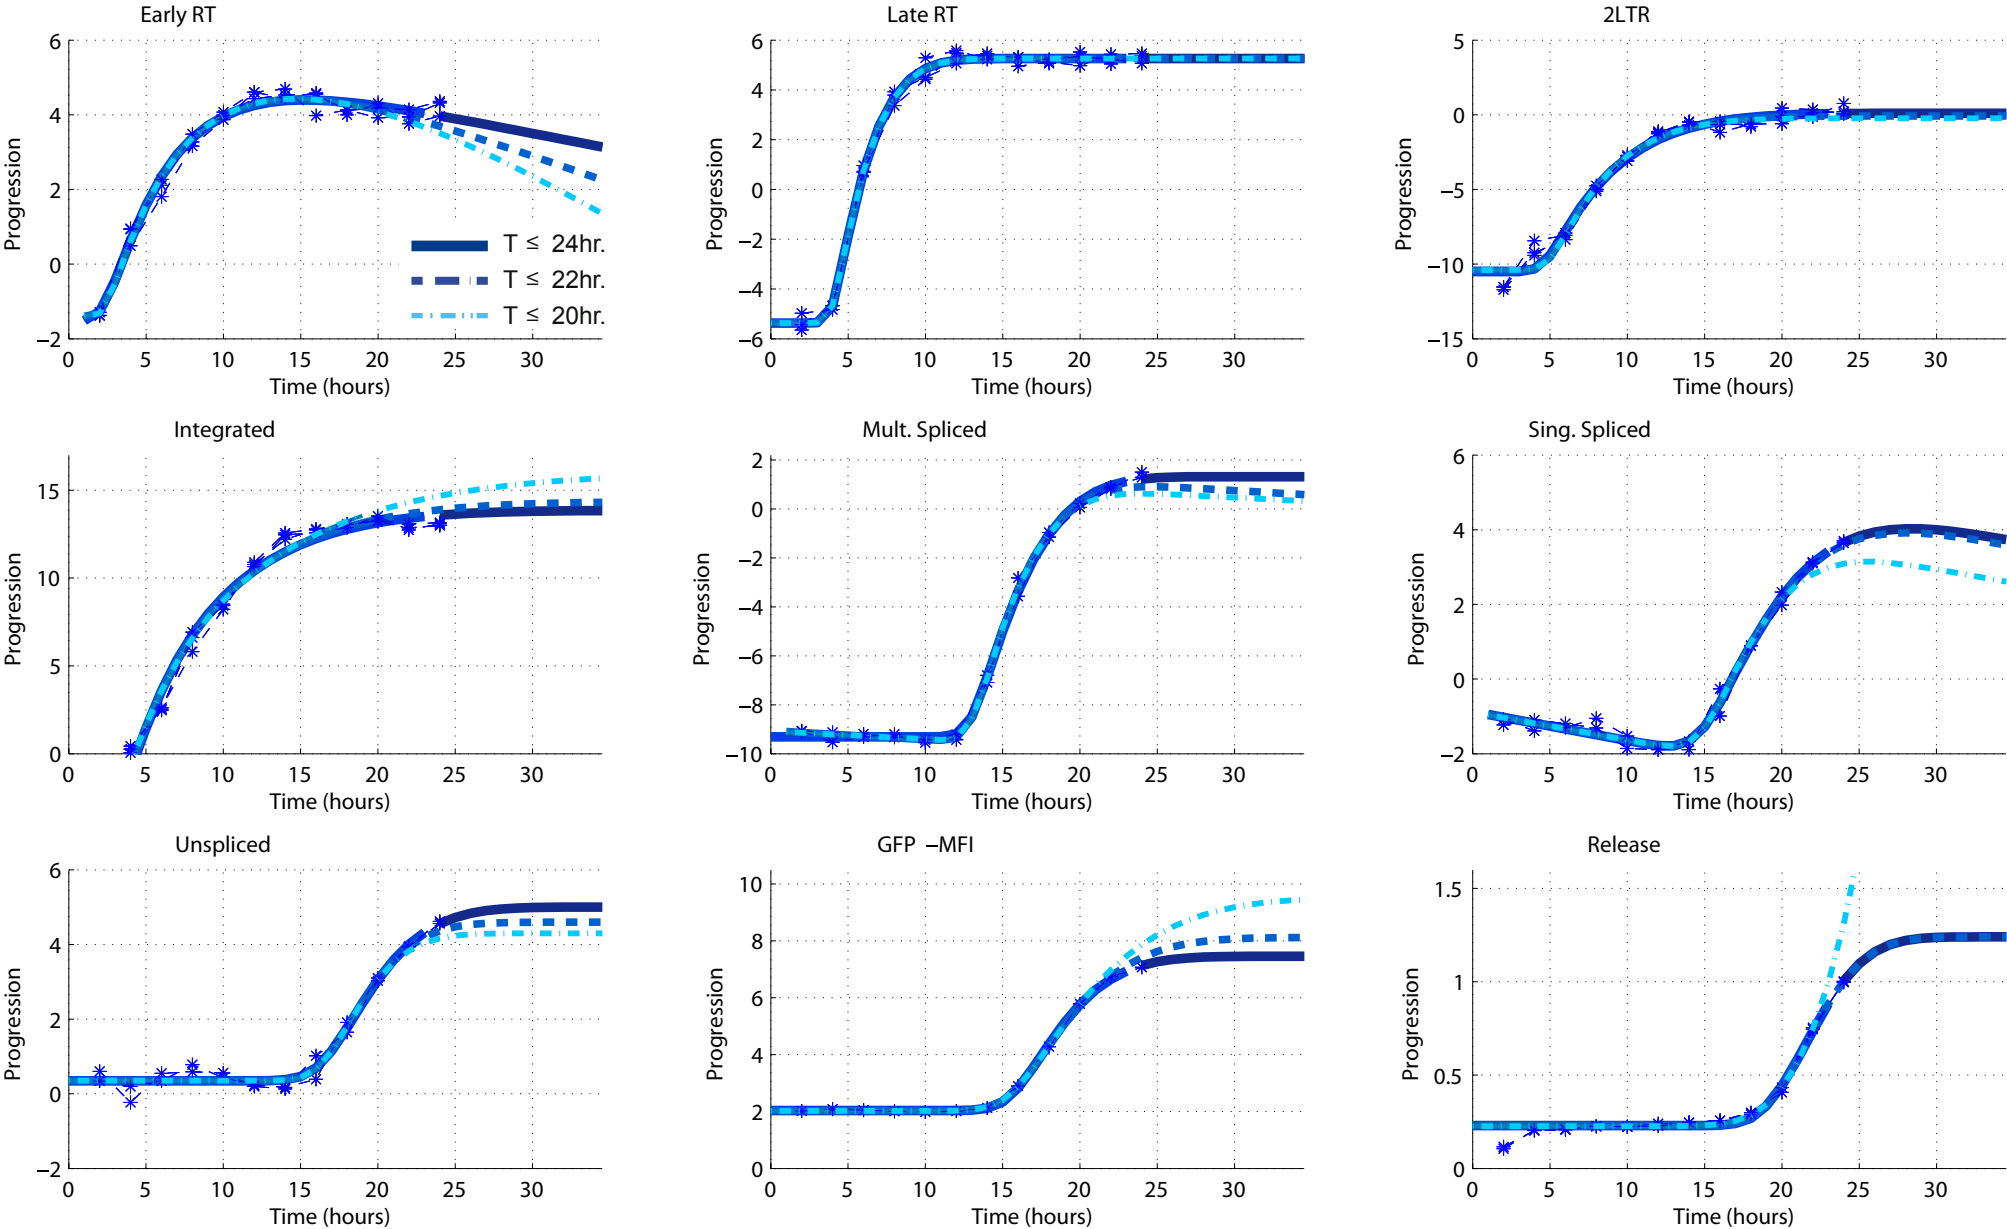 Early RT
Late RT
2LTR
6
4
2
0
−2
Progression
0 5 10 15 20 25 30
Time (hours)
T ≤ 24hr.
T ≤ 22hr.
T ≤ 20hr.
6
4
2
0
−2
−4
−6
Progression
0 5 10 15 20 25 30
Time (hours)
5
0
−5
−10
−15
Progression
0 5 10 15 20 25 30
Time (hours)
Integrated
Mult. Spliced
Sing. Spliced
15
10
5
0
Progression
0 5 10 15 20 25 30
Time (hours)
2
0
−2
−4
−6
−8
−10
Progression
0 5 10 15 20 25 30
Time (hours)
6
4
2
0
−2
Progression
0 5 10 15 20 25 30
Time (hours)
Unspliced
GFP −MFI
Release
6
4
2
0
−2
Progression
0 5 10 15 20 25 30
Time (hours)
10
8
6
4
2
0
Progression
0 5 10 15 20 25 30
Time (hours)
1.5
1
0.5
0
Progression
0 5 10 15 20 25 30
Time (hours)